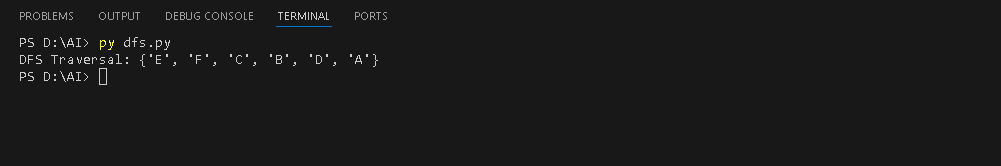 PROBLEMS OUTPUT DEBUG CONSOLE TERMINAL PORTS
PS D:\AI> py dfs.py
DFS Traversal: {'E', 'F', 'C', 'B', 'D', 'A'}
PS D:\AI>